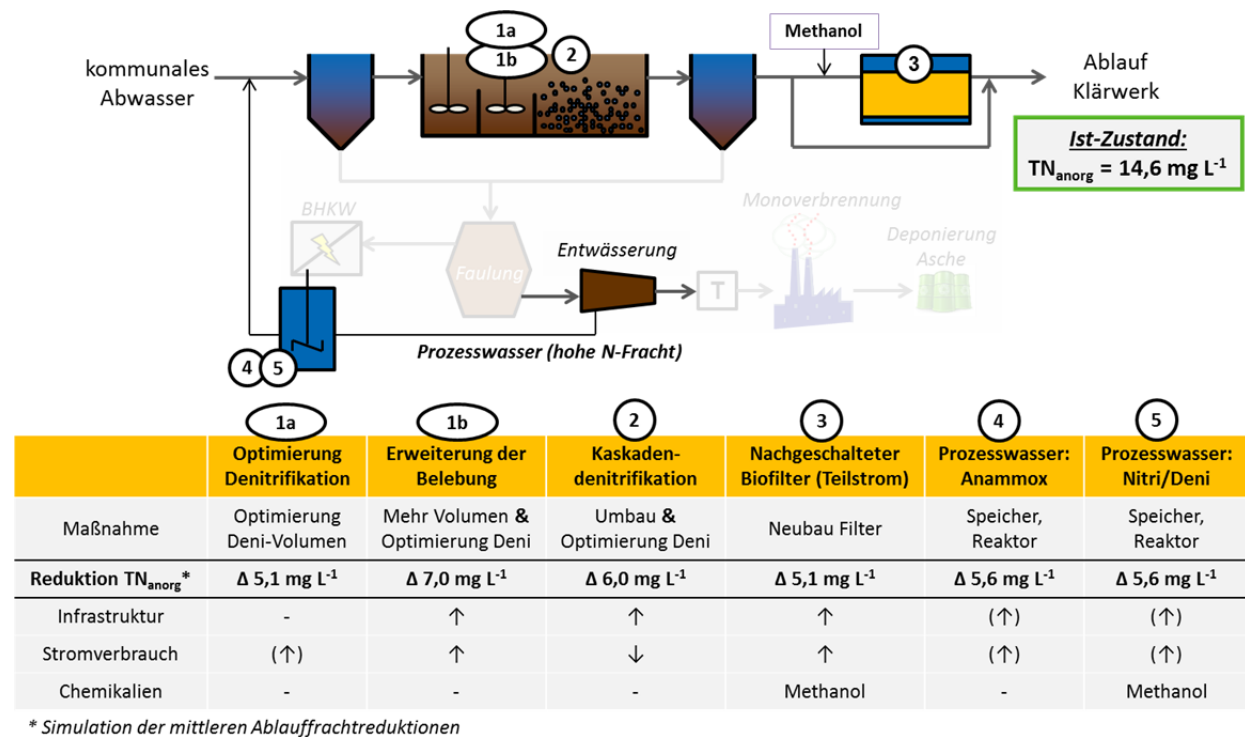 1a
1b
2
Methanol
3
kommunales
Abwasser
Ablauf
Klärwerk
Ist-Zustand:
TNanorg = 14,6 mg L⁻¹
BHKW
Faulung
Entwässerung
T
Monoverbrennung
Deponierung
Asche
Prozesswasser (hohe N-Fracht)
4 5
1a 1b 2 3 4 5
Optimierung Erweiterung der Kaskaden- Nachgeschalteter Prozesswasser: Prozesswasser:
Denitrifikation Belebung denitrifikation Biofilter (Teilstrom) Anammox Nitri/Deni
Maßnahme Optimierung Mehr Volumen & Umbau & Neubau Filter Speicher, Speicher,
Deni-Volumen Optimierung Deni Optimierung Deni Reaktor Reaktor
Reduktion TNanorg* Δ 5,1 mg L⁻¹ Δ 7,0 mg L⁻¹ Δ 6,0 mg L⁻¹ Δ 5,1 mg L⁻¹ Δ 5,6 mg L⁻¹ Δ 5,6 mg L⁻¹
Infrastruktur - ↑ ↑ ↑ (↑) (↑)
Stromverbrauch (↑) ↑ ↓ ↑ (↑) (↑)
Chemikalien - - - Methanol - Methanol
* Simulation der mittleren Ablauffrachtreduktionen